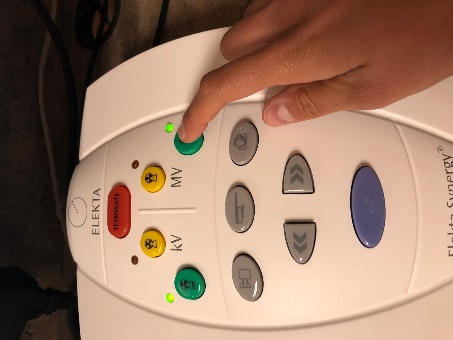 ELEKTA
TERMINATE
MV
kV
Elekta Synergy®